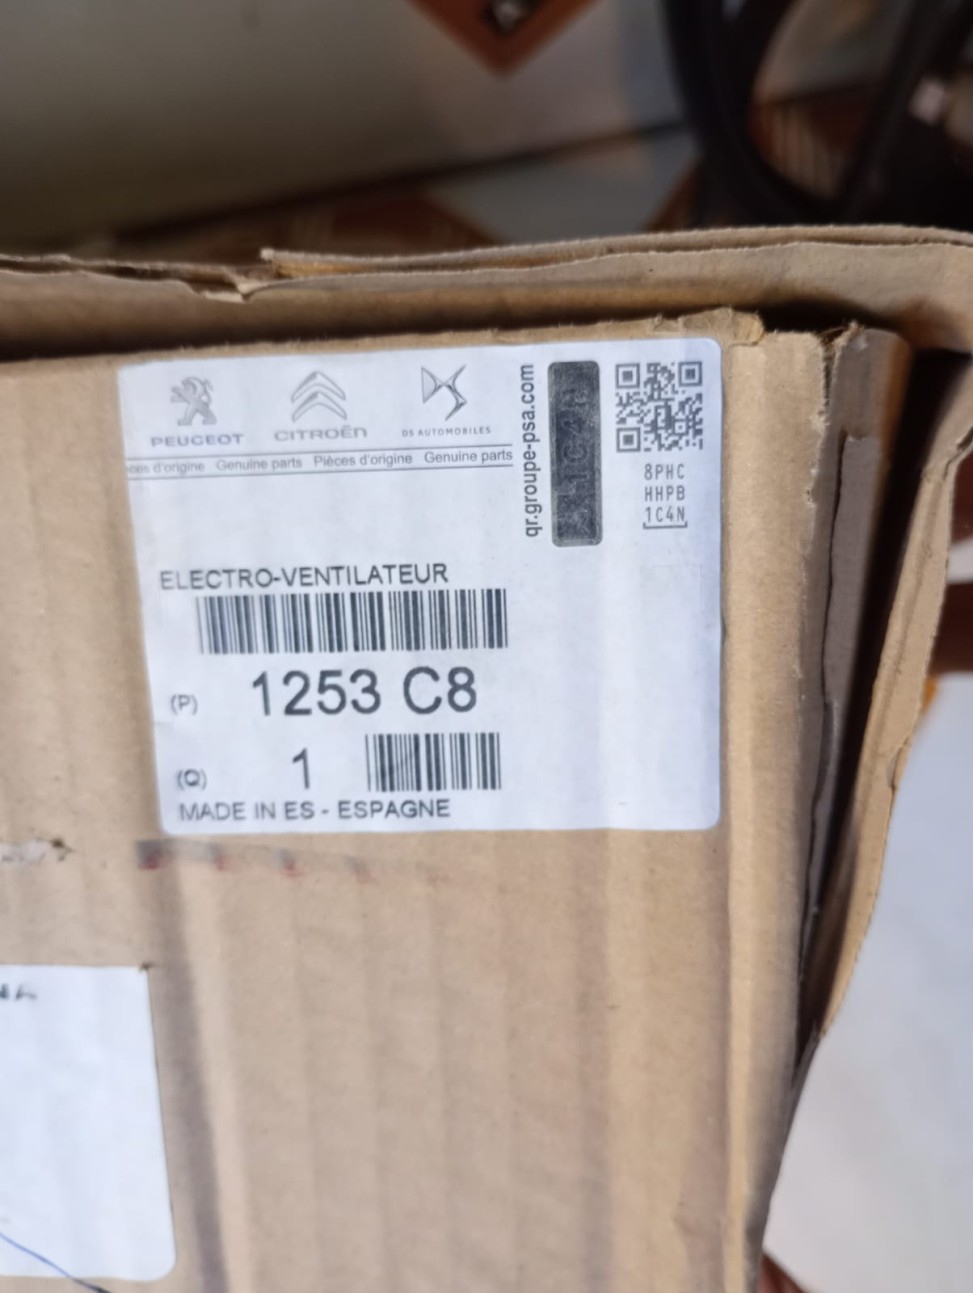 PEUGEOT CITROËN DS AUTOMOBILES
d'origine Genuine parts Pièces d'origine Genuine parts
qr.groupe-psa.com
8PHC
HHPB
1C4N
ELECTRO-VENTILATEUR
(P) 1253 C8
(Q) 1
MADE IN ES - ESPAGNE